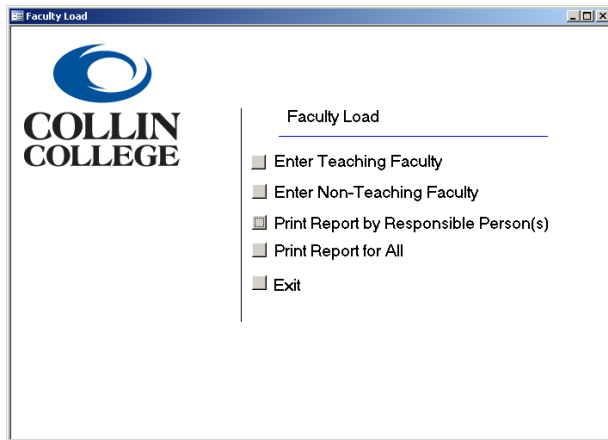 Faculty Load
COLLIN
COLLEGE
Faculty Load
Enter Teaching Faculty
Enter Non-Teaching Faculty
Print Report by Responsible Person(s)
Print Report for All
Exit